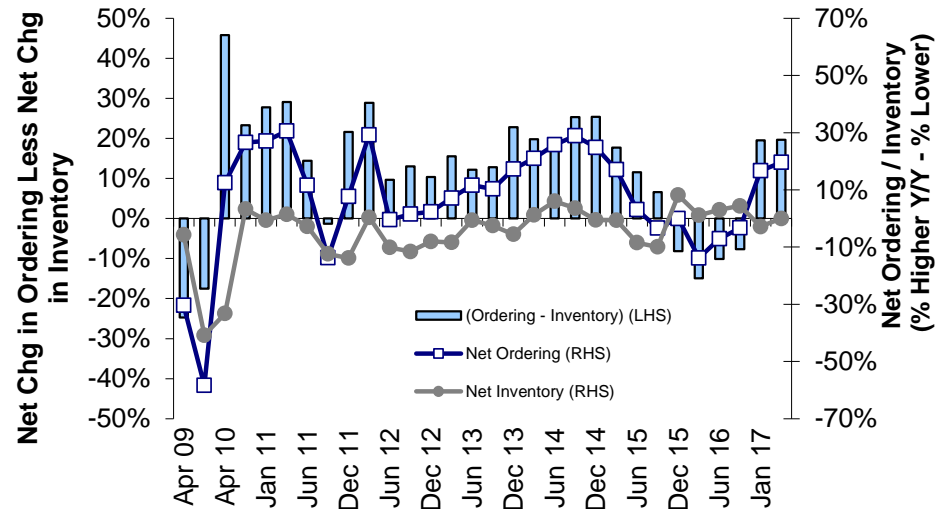 Net Chg in Ordering Less Net Chg
in Inventory
50%
40%
30%
20%
10%
0%
-10%
-20%
-30%
-40%
-50%
70%
50%
30%
10%
-10%
-30%
-50%
-70%
Net Ordering / Inventory
(% Higher Y/Y - % Lower)
(Ordering - Inventory) (LHS)
Net Ordering (RHS)
Net Inventory (RHS)
Apr 09
Apr 10
Jan 11
Jun 11
Dec 11
Jun 12
Dec 12
Jun 13
Dec 13
Jun 14
Dec 14
Jun 15
Dec 15
Jun 16
Jan 17